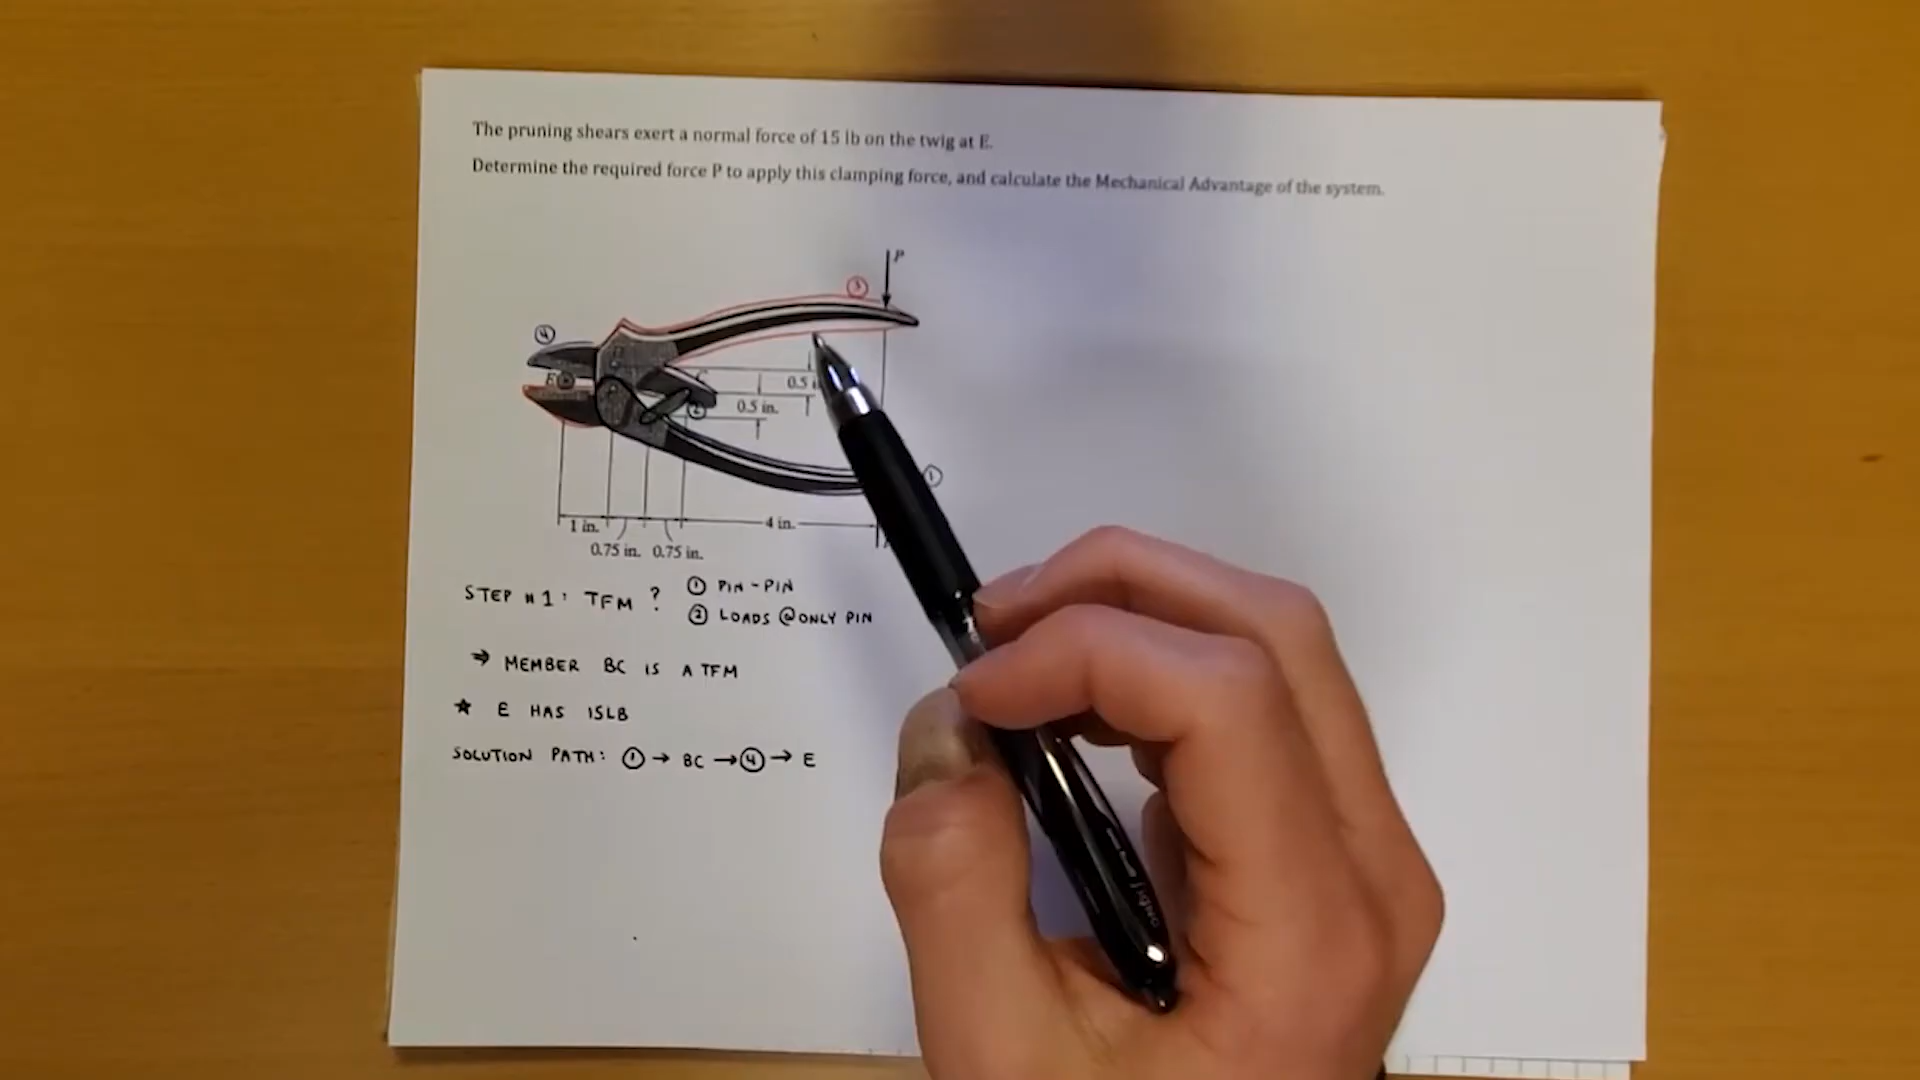 The pruning shears exert a normal force of 15 lb on the twig at E.
Determine the required force P to apply this clamping force, and calculate the Mechanical Advantage of the system.
P
3
4
E
0.5 i
2
0.5 in.
1
1 in.
4 in.
0.75 in. 0.75 in.
STEP #1: TFM ? ① PIN-PIN
② LOADS @ONLY PIN
⇒ MEMBER BC IS A TFM
★ E HAS 15LB
SOLUTION PATH: ① → BC → ④ → E